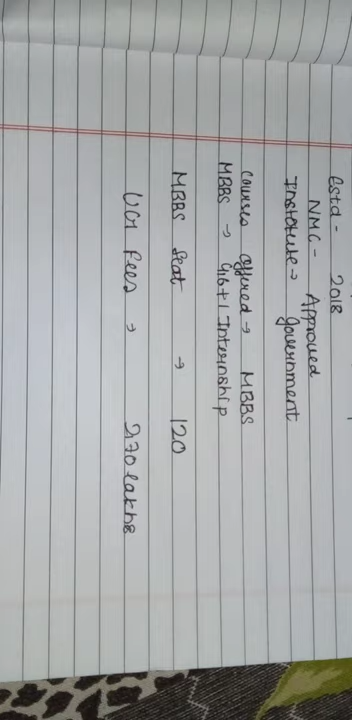 Estd - 2018
NMC - Approved
Institute → Government
Courses offered → MBBS
MBBS → 4.6+1 Internship
MBBS Seat → 120
UG Fees → 2.70 lakhs